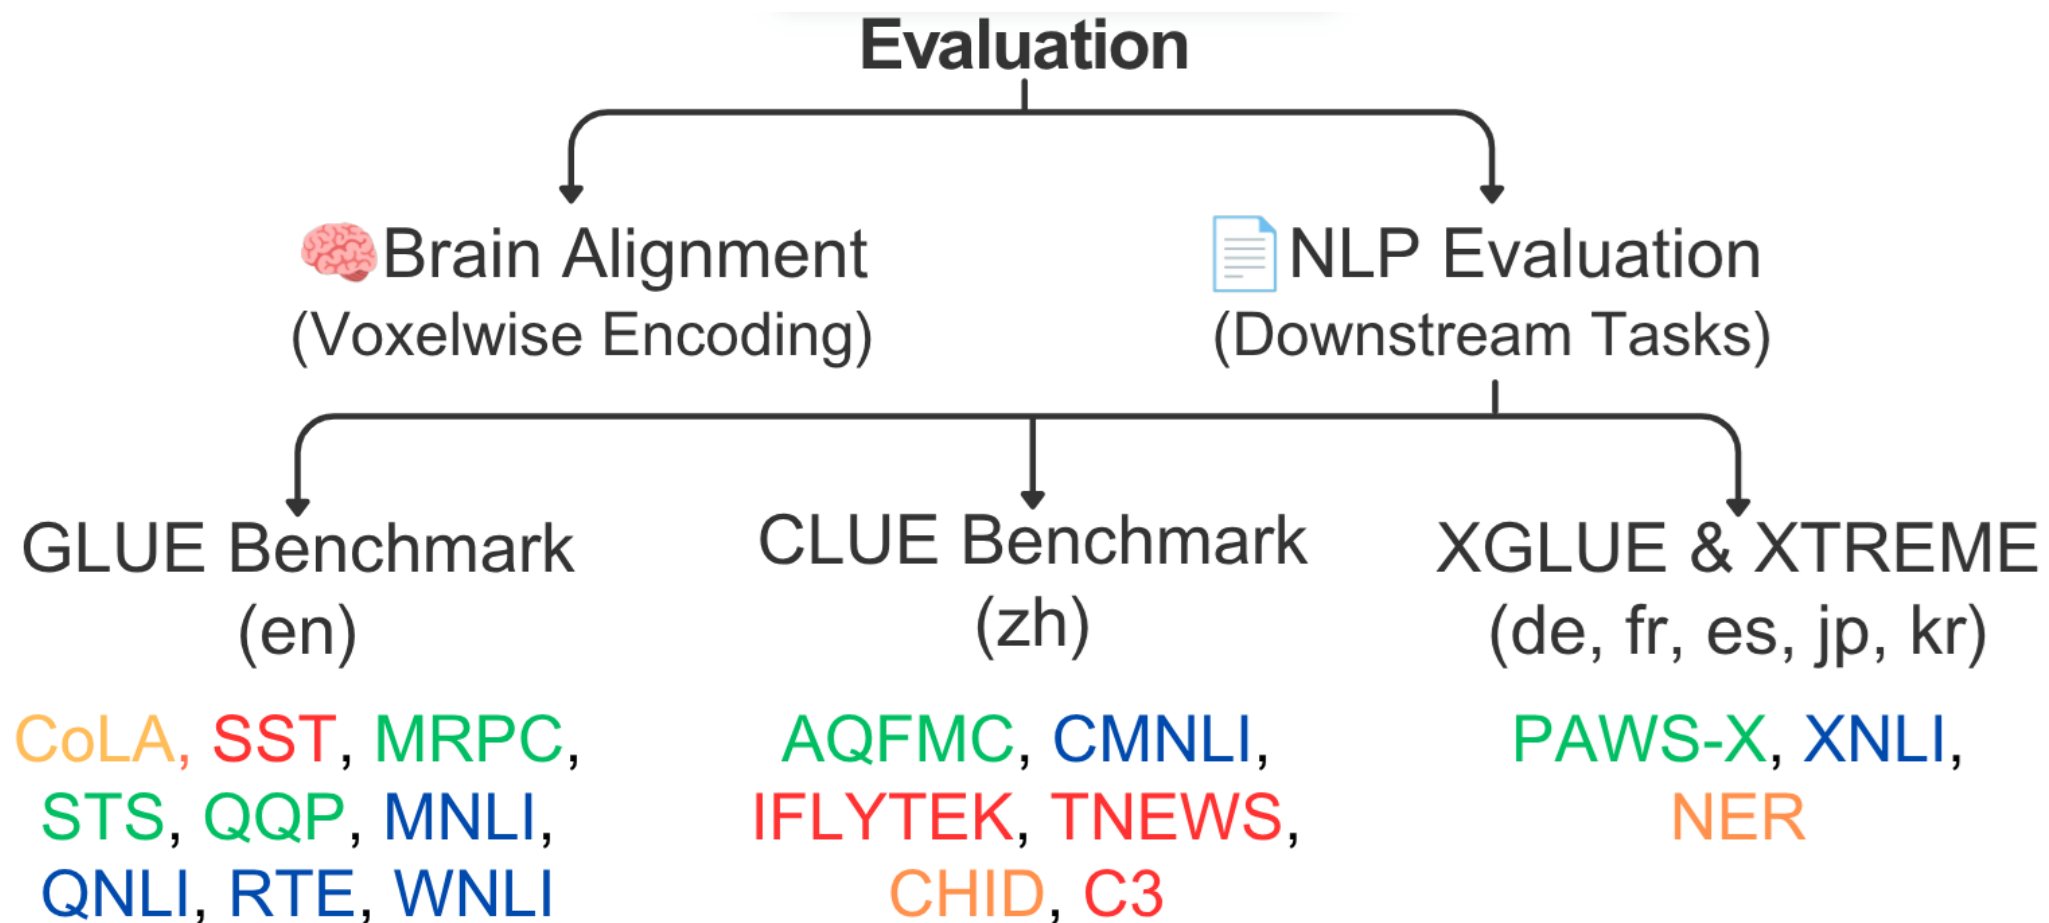 Evaluation
Brain Alignment
(Voxelwise Encoding)
NLP Evaluation
(Downstream Tasks)
GLUE Benchmark
(en)
CoLA, SST, MRPC,
STS, QQP, MNLI,
QNLI, RTE, WNLI
CLUE Benchmark
(zh)
AQFMC, CMNLI,
IFLYTEK, TNEWS,
CHID, C3
XGLUE & XTREME
(de, fr, es, jp, kr)
PAWS-X, XNLI,
NER